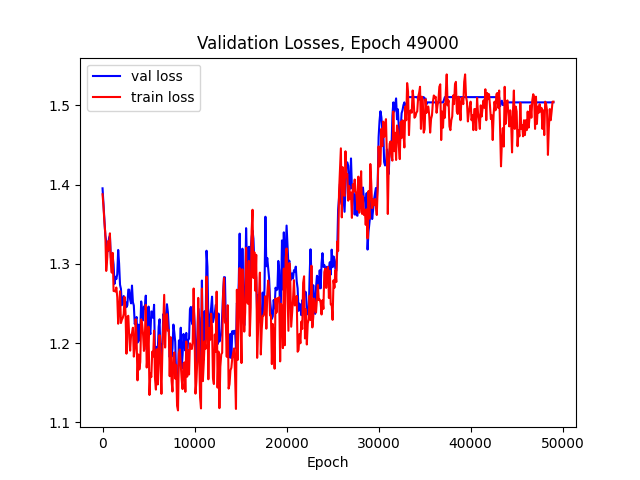 Validation Losses, Epoch 49000
val loss
train loss
1.5
1.4
1.3
1.2
1.1
0 10000 20000 30000 40000 50000
Epoch